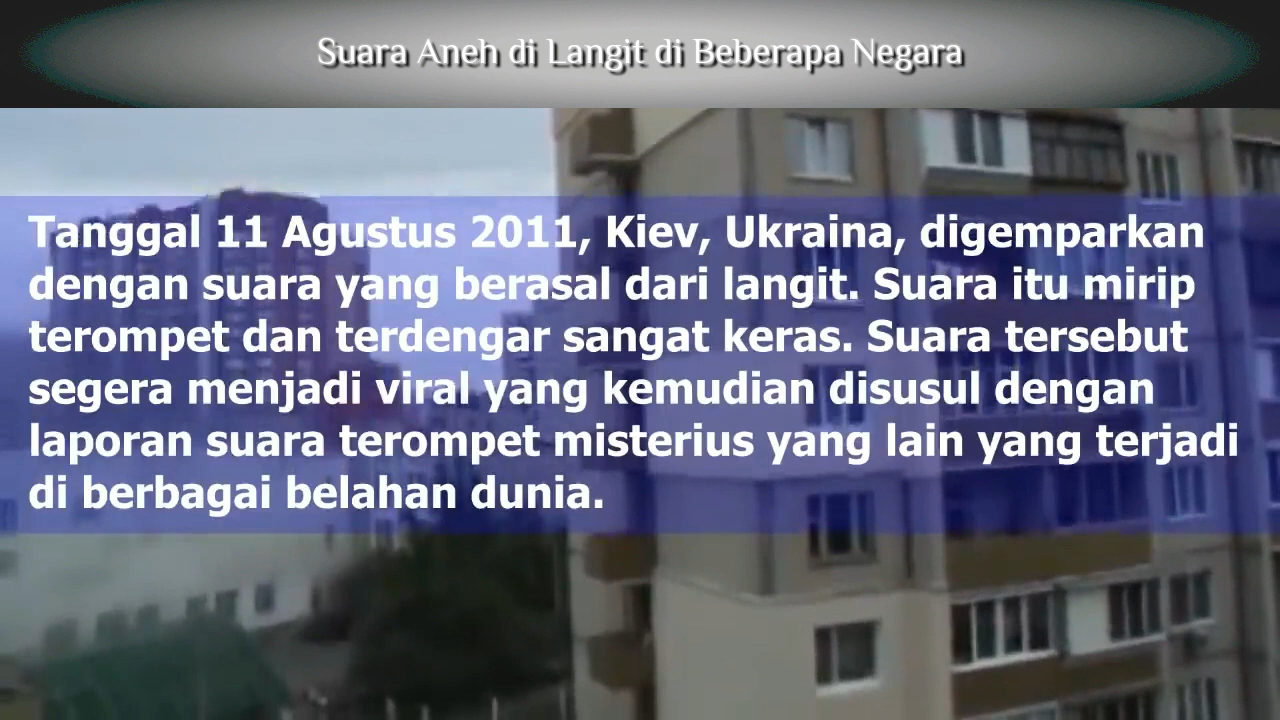 Suara Aneh di Langit di Beberapa Negara
Tanggal 11 Agustus 2011, Kiev, Ukraina, digemparkan
dengan suara yang berasal dari langit. Suara itu mirip
terompet dan terdengar sangat keras. Suara tersebut
segera menjadi viral yang kemudian disusul dengan
laporan suara terompet misterius yang lain yang terjadi
di berbagai belahan dunia.